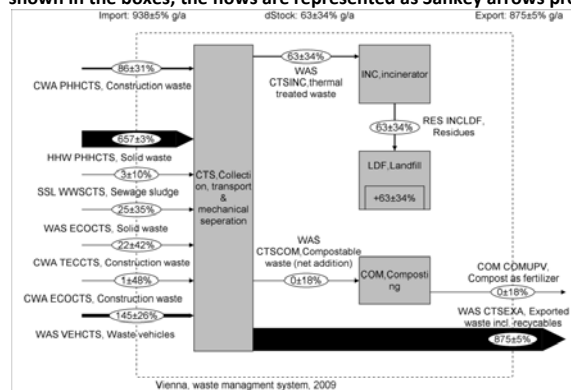 shown in the boxes, the flows are represented as Sankey arrows pro
Import: 938±5% g/a
dStock: 63±34% g/a
Export: 875±5% g/a
86±31%
CWA PHHCTS, Construction waste
657±3%
HHW PHHCTS, Solid waste
3±10%
SSL WWSCTS, Sewage sludge
25±35%
WAS ECOCTS, Solid waste
22±42%
CWA TECCTS, Construction waste
1±48%
CWA ECOCTS, Construction waste
145±26%
WAS VEHCTS, Waste vehicles
CTS,Collecti
on, transport
&
mechanical
seperation
63±34%
WAS
CTSINC,thermal
treated waste
INC,incinerator
63±34%
RES INCLDF,
Residues
LDF,Landfill
+63±34%
WAS
CTSCOM,Compostable
waste (net addition)
0±18%
COM,Composti
ng
COM COMUPV,
Compost as fertilizer
0±18%
WAS CTSEXA, Exported
waste incl. recycables
875±5%
Vienna, waste managment system, 2009